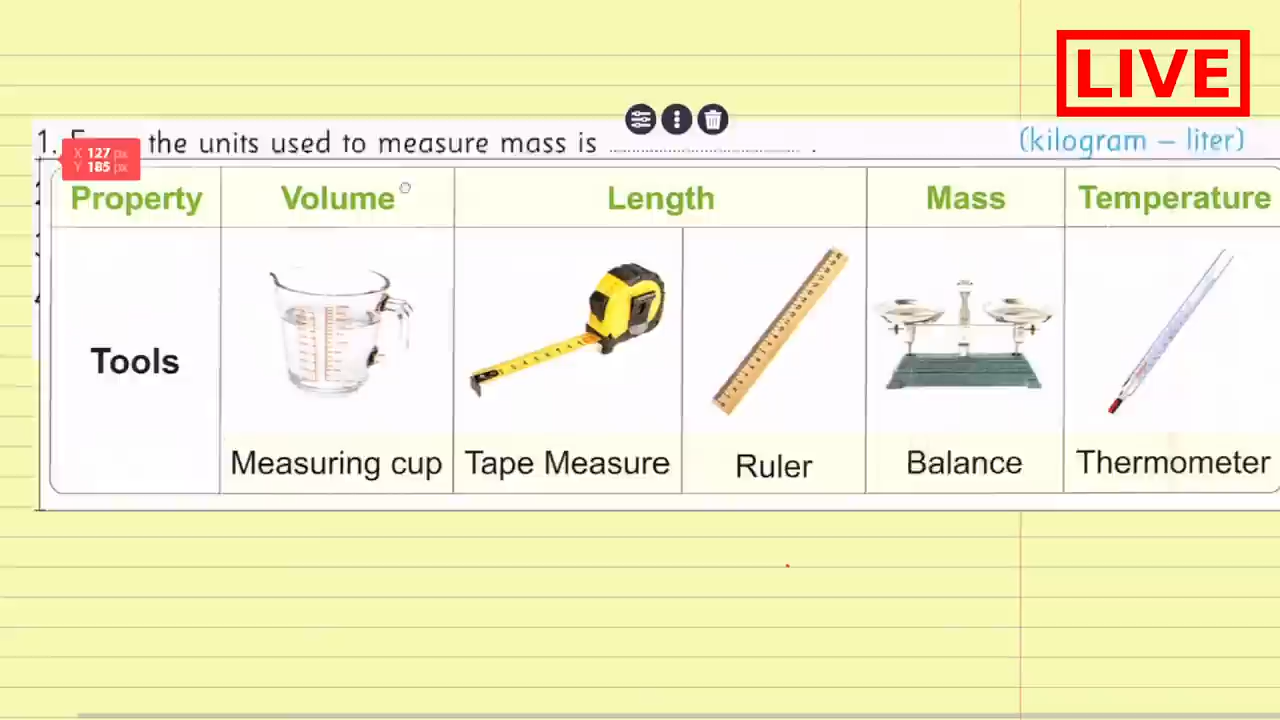 LIVE
1. the units used to measure mass is .................... . (kilogram – liter)
X 127 px
Y 185 px
Property Volume Length Mass Temperature
Tools
Measuring cup Tape Measure Ruler Balance Thermometer